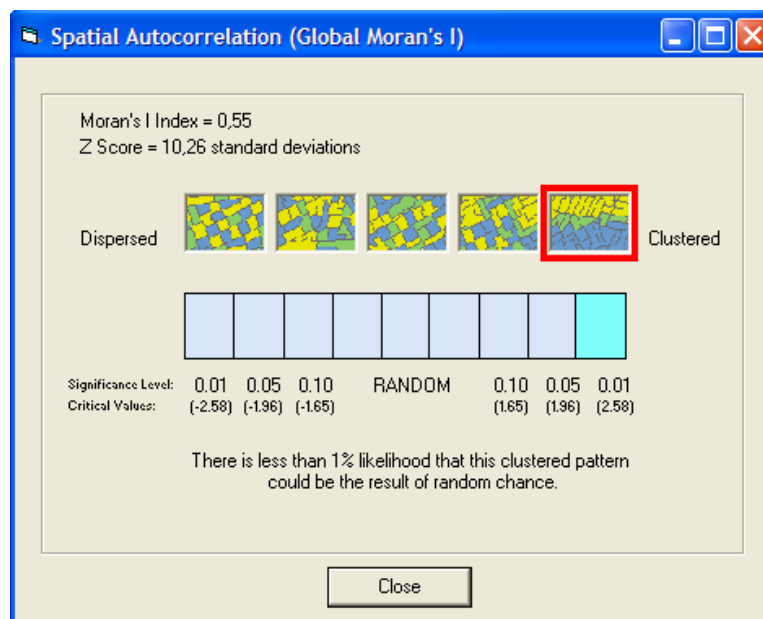 Spatial Autocorrelation (Global Moran's I)
Moran's I Index = 0,55
Z Score = 10,26 standard deviations
Dispersed Clustered
Significance Level: 0.01 0.05 0.10 RANDOM 0.10 0.05 0.01
Critical Values: (-2.58) (-1.96) (-1.65) (1.65) (1.96) (2.58)
There is less than 1% likelihood that this clustered pattern
could be the result of random chance.
Close